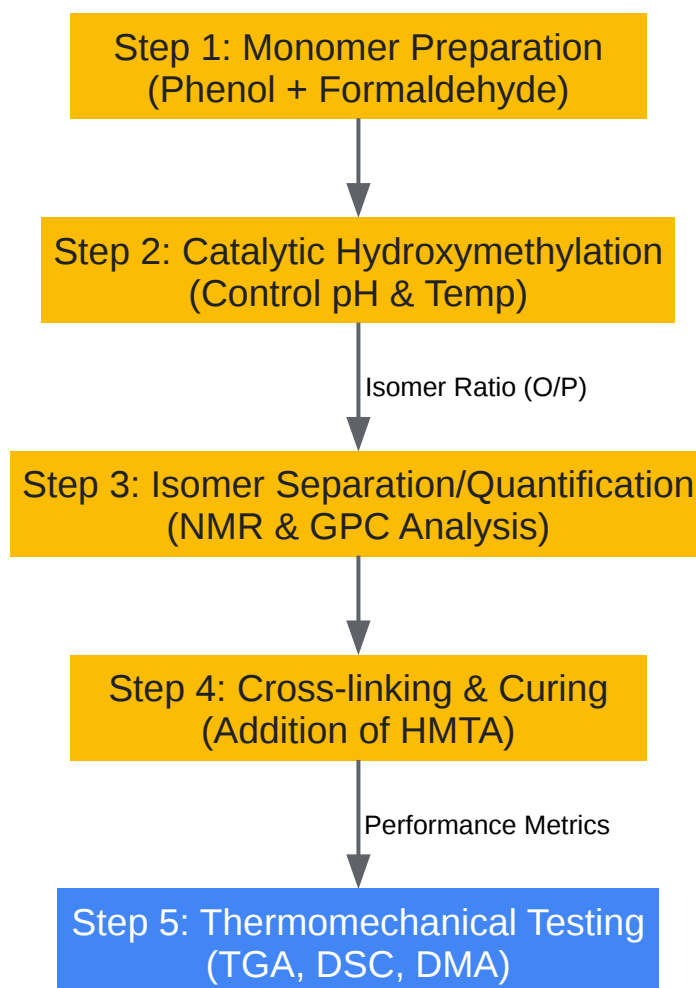 Step 1: Monomer Preparation
(Phenol + Formaldehyde)
Step 2: Catalytic Hydroxymethylation
(Control pH & Temp)
Isomer Ratio (O/P)
Step 3: Isomer Separation/Quantification
(NMR & GPC Analysis)
Step 4: Cross-linking & Curing
(Addition of HMTA)
Performance Metrics
Step 5: Thermomechanical Testing
(TGA, DSC, DMA)